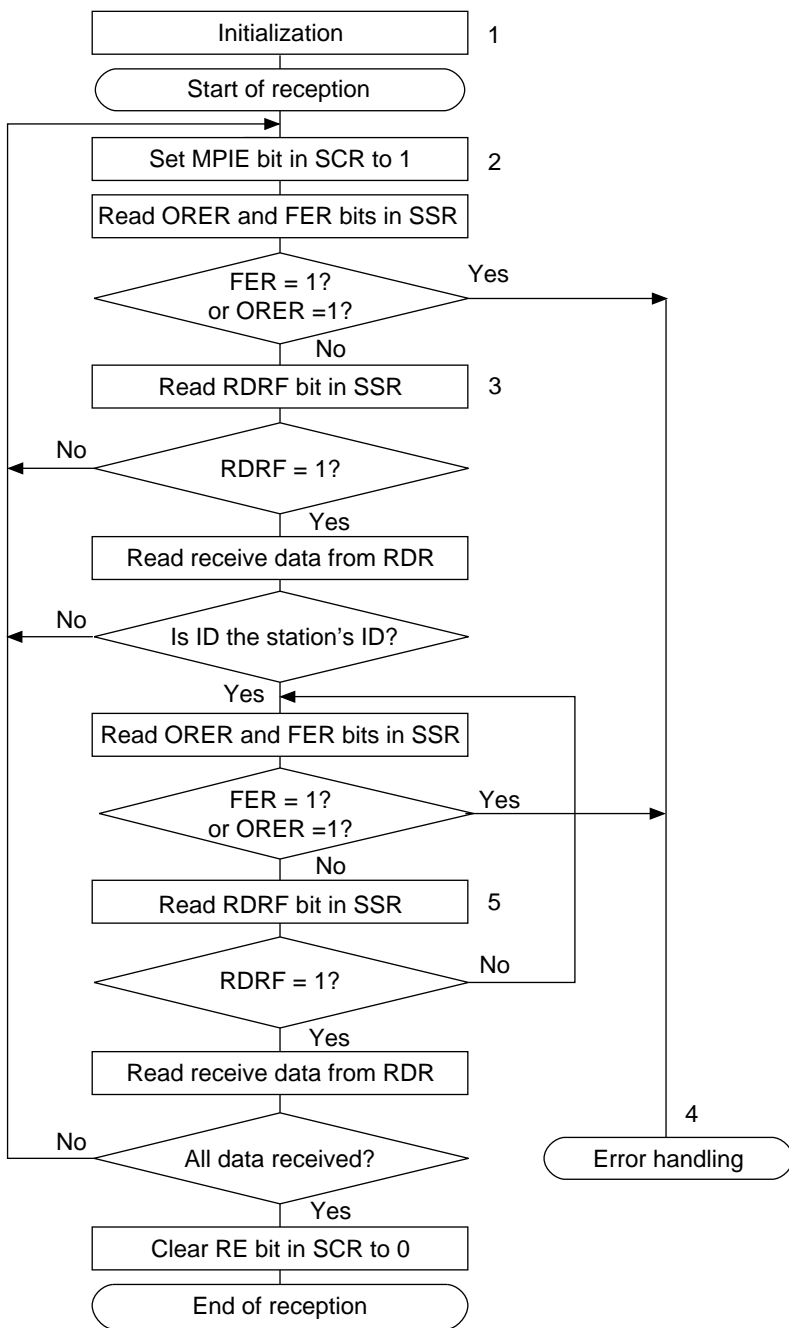 Initialization
1
Start of reception
Set MPIE bit in SCR to 1
2
Read ORER and FER bits in SSR
FER = 1?
or ORER =1?
Yes
No
Read RDRF bit in SSR
3
No
RDRF = 1?
Yes
Read receive data from RDR
No
Is ID the station's ID?
Yes
Read ORER and FER bits in SSR
FER = 1?
or ORER =1?
Yes
No
Read RDRF bit in SSR
5
RDRF = 1?
No
Yes
Read receive data from RDR
No
All data received?
4
Error handling
Yes
Clear RE bit in SCR to 0
End of reception